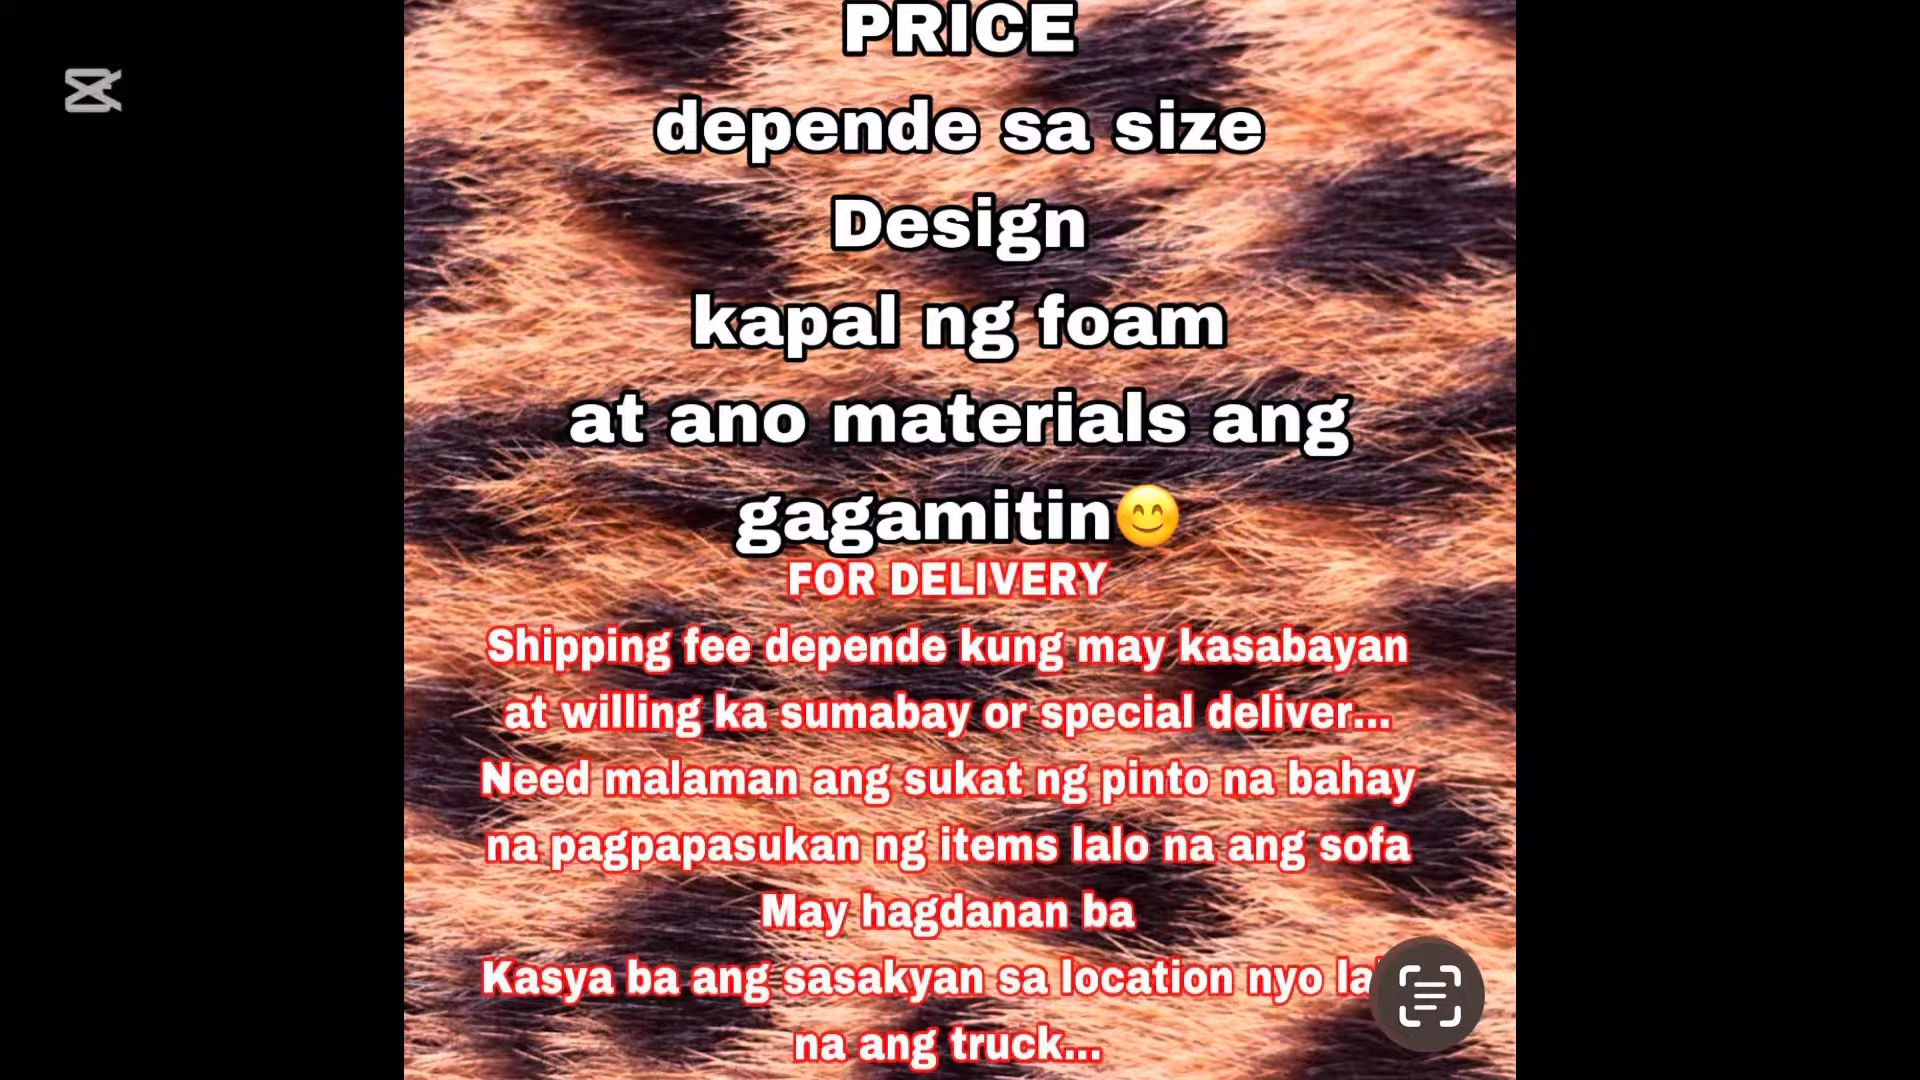 PRICE
depende sa size
Design
kapal ng foam
at ano materials ang
gagamitin😊
FOR DELIVERY
Shipping fee depende kung may kasabayan
at willing ka sumabay or special deliver...
Need malaman ang sukat ng pinto na bahay
na pagpapasukan ng items lalo na ang sofa
May hagdanan ba
Kasya ba ang sasakyan sa location nyo
na ang truck...